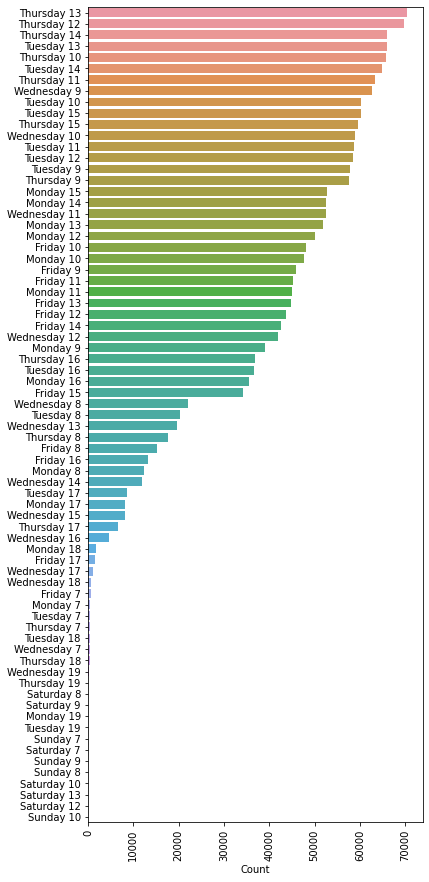 Thursday 13
Thursday 12
Thursday 14
Tuesday 13
Thursday 10
Tuesday 14
Thursday 11
Wednesday 9
Tuesday 10
Tuesday 15
Thursday 15
Wednesday 10
Tuesday 11
Tuesday 12
Tuesday 9
Thursday 9
Monday 15
Monday 14
Wednesday 11
Monday 13
Monday 12
Friday 10
Monday 10
Friday 9
Friday 11
Monday 11
Friday 13
Friday 12
Friday 14
Wednesday 12
Monday 9
Thursday 16
Tuesday 16
Monday 16
Friday 15
Wednesday 8
Tuesday 8
Wednesday 13
Thursday 8
Friday 8
Friday 16
Monday 8
Wednesday 14
Tuesday 17
Monday 17
Wednesday 15
Thursday 17
Wednesday 16
Monday 18
Friday 17
Wednesday 17
Wednesday 18
Friday 7
Monday 7
Tuesday 7
Thursday 7
Tuesday 18
Wednesday 7
Thursday 18
Wednesday 19
Thursday 19
Saturday 8
Saturday 9
Monday 19
Tuesday 19
Sunday 7
Saturday 7
Sunday 9
Sunday 8
Saturday 10
Saturday 13
Saturday 12
Sunday 10
0 10000 20000 30000 40000 50000 60000 70000
Count